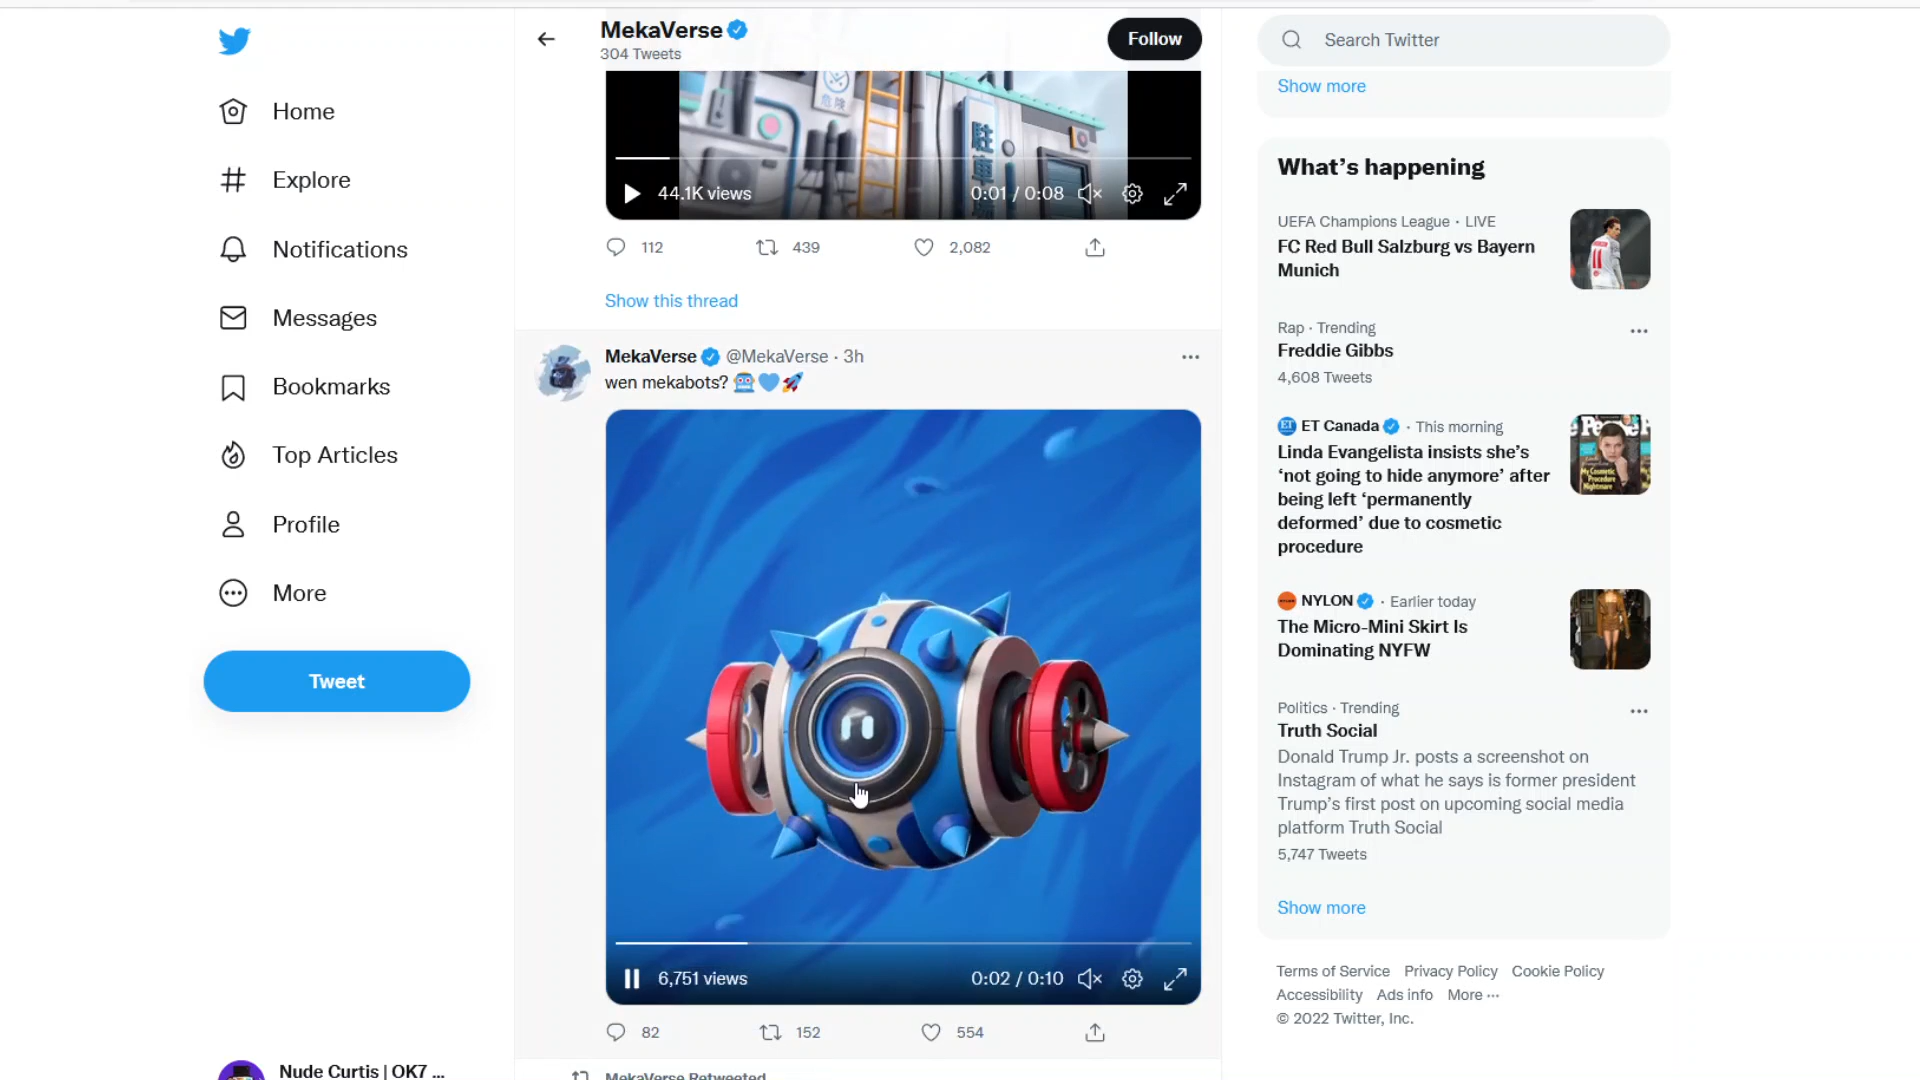 Home
Explore
Notifications
Messages
Bookmarks
Top Articles
Profile
More
Tweet
Nude Curtis | OK7 ...
MekaVerse
304 Tweets
Follow
危険
44.1K views
0:01 / 0:08
112
439
2,082
Show this thread
MekaVerse @MekaVerse · 3h
wen mekabots? 🤖💙🚀
6,751 views
0:02 / 0:10
82
152
554
MekaVerse Retweeted
Search Twitter
Show more
What's happening
UEFA Champions League · LIVE
FC Red Bull Salzburg vs Bayern
Munich
11
Rap · Trending
Freddie Gibbs
4,608 Tweets
ET Canada · This morning
Linda Evangelista insists she's
‘not going to hide anymore’ after
being left ‘permanently
deformed’ due to cosmetic
procedure
NYLON · Earlier today
The Micro-Mini Skirt Is
Dominating NYFW
Politics · Trending
Truth Social
Donald Trump Jr. posts a screenshot on
Instagram of what he says is former president
Trump's first post on upcoming social media
platform Truth Social
5,747 Tweets
Show more
Terms of Service Privacy Policy Cookie Policy
Accessibility Ads info More ···
© 2022 Twitter, Inc.